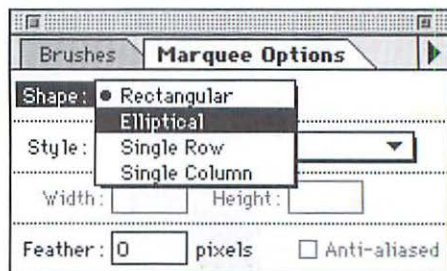 Brushes Marquee Options
Shape: Rectangular
Elliptical
Style: Single Row
Single Column
Width: Height:
Feather: 0 pixels Anti-aliased